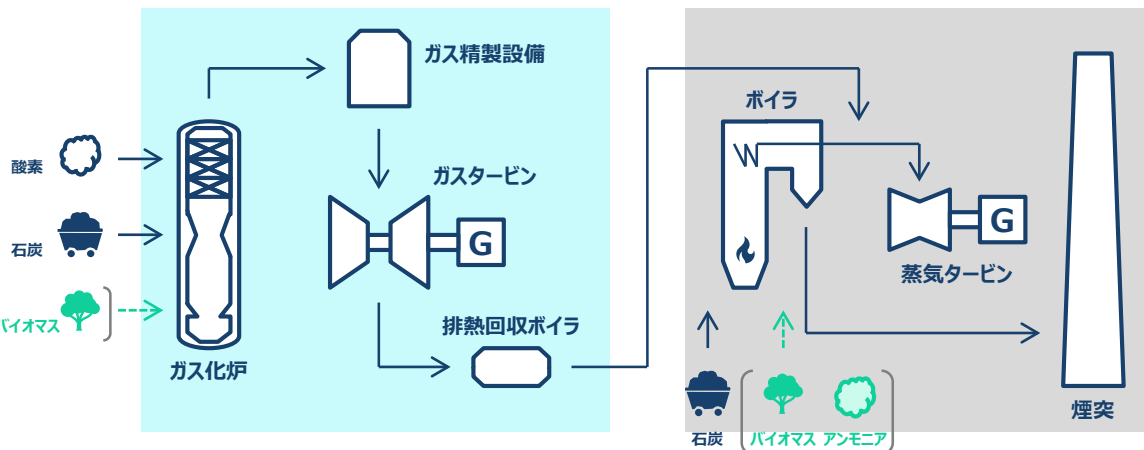 ガス精製設備
酸素
石炭
バイオマス
ガス化炉
ガスタービン
G
排熱回収ボイラ
ボイラ
G
蒸気タービン
石炭
バイオマス
アンモニア
煙突